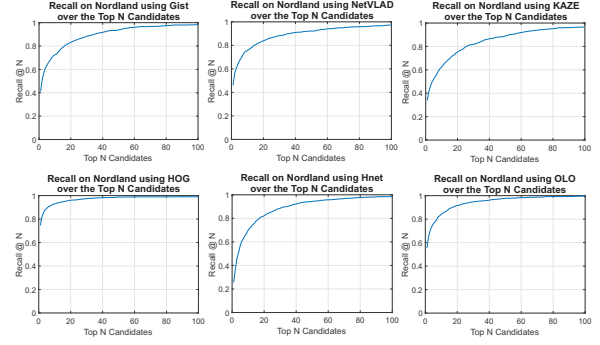 Recall on Nordland using Gist
over the Top N Candidates
1
0.8
0.6
0.4
0.2
0
Recall @ N
0 20 40 60 80 100
Top N Candidates
Recall on Nordland using NetVLAD
over the Top N Candidates
1
0.8
0.6
0.4
0.2
0
Recall @ N
0 20 40 60 80 100
Top N Candidates
Recall on Nordland using KAZE
over the Top N Candidates
1
0.8
0.6
0.4
0.2
0
Recall @ N
0 20 40 60 80 100
Top N Candidates
Recall on Nordland using HOG
over the Top N Candidates
1
0.8
0.6
0.4
0.2
0
Recall @ N
0 20 40 60 80 100
Top N Candidates
Recall on Nordland using Hnet
over the Top N Candidates
1
0.8
0.6
0.4
0.2
0
Recall @ N
0 20 40 60 80 100
Top N Candidates
Recall on Nordland using OLO
over the Top N Candidates
1
0.8
0.6
0.4
0.2
0
Recall @ N
0 20 40 60 80 100
Top N Candidates